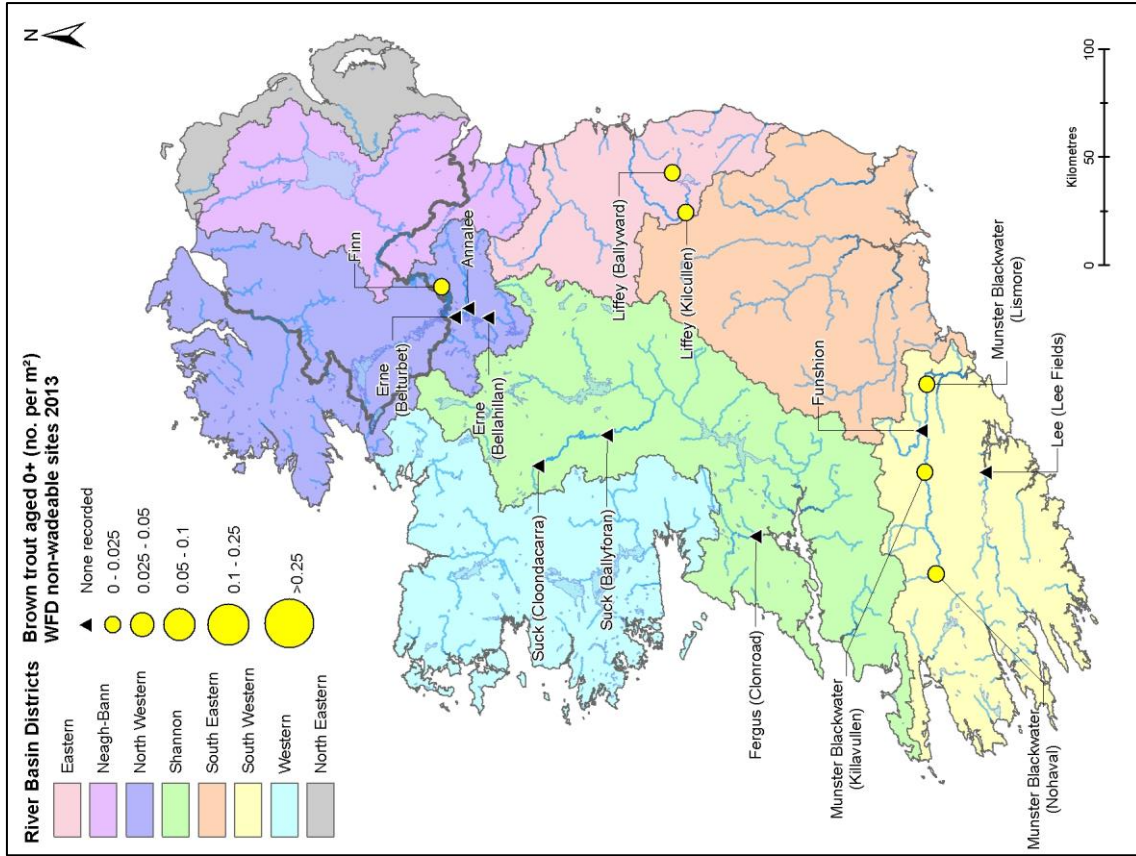 River Basin Districts
Eastern
Neagh-Bann
North Western
Shannon
South Eastern
South Western
Western
North Eastern
Brown trout aged 0+ (no. per m²)
WFD non-wadeable sites 2013
None recorded
0 - 0.025
0.025 - 0.05
0.05 - 0.1
0.1 - 0.25
>0.25
N
Finn
Annalee
Erne
(Belturbet)
Erne
(Bellahillan)
Suck (Cloondacarra)
Suck (Ballyforan)
Liffey (Ballyward)
Liffey (Kilcullen)
Fergus (Clonroad)
Funshion
Munster Blackwater
(Lismore)
Lee (Lee Fields)
Munster Blackwater
(Killavullen)
Munster Blackwater
(Nohaval)
0
50
100
Kilometres